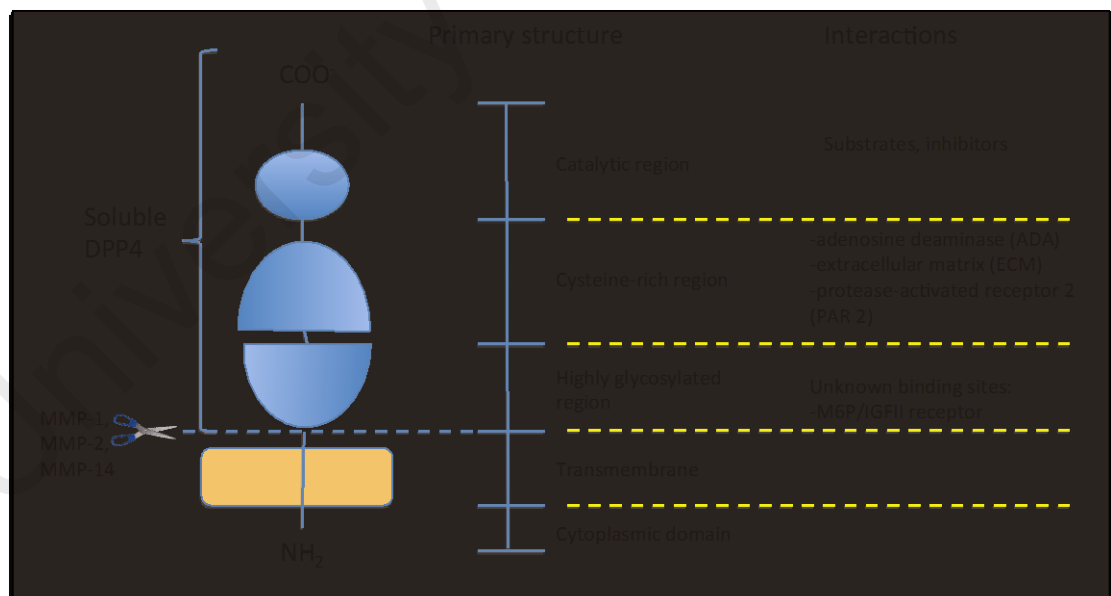 Primary structure
Interactions
COO
Substrates, inhibitors
Catalytic region
Soluble
DPP4
-adenosine deaminase (ADA)
-extracellular matrix (ECM)
-protease-activated receptor 2
(PAR 2)
Cysteine-rich region
Highly glycosylated
region
Unknown binding sites:
-M6P/IGFII receptor
MMP-1,
MMP-2,
MMP-14
Transmembrane
Cytoplasmic domain
NH₂
University